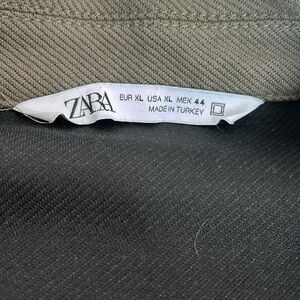 ZARA
EUR XL USA XL MEX 44
MADE IN TURKEY